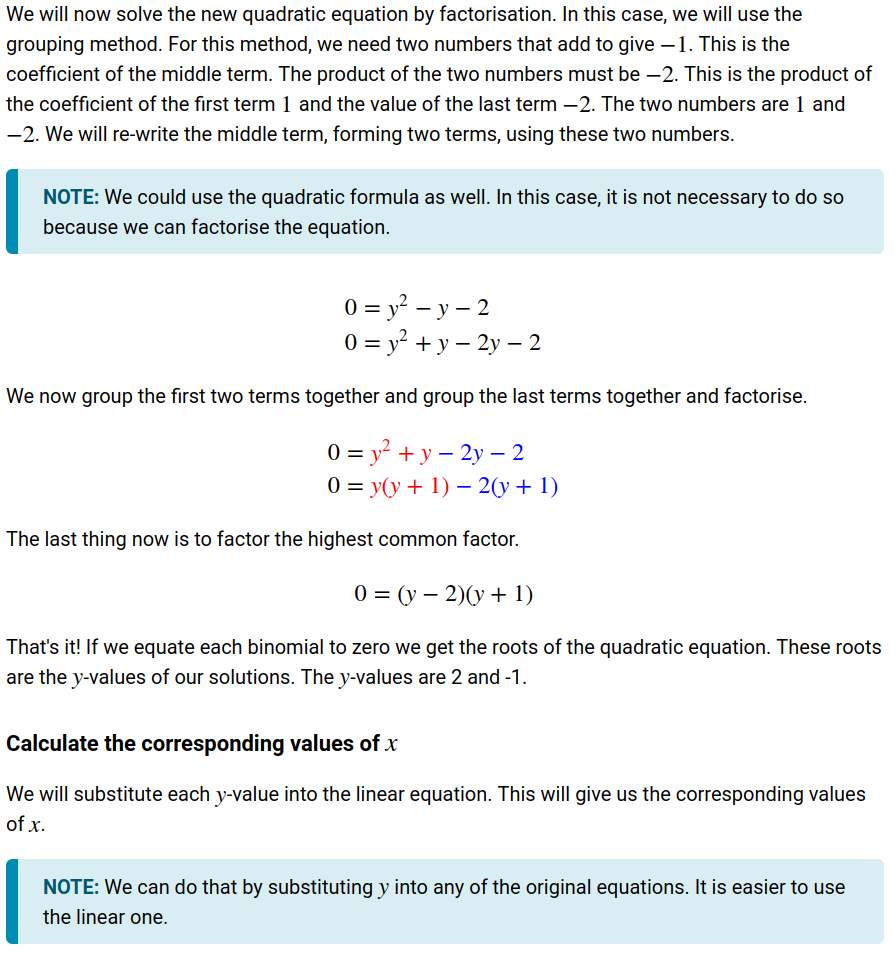 We will now solve the new quadratic equation by factorisation. In this case, we will use the
grouping method. For this method, we need two numbers that add to give −1. This is the
coefficient of the middle term. The product of the two numbers must be −2. This is the product of
the coefficient of the first term 1 and the value of the last term −2. The two numbers are 1 and
−2. We will re-write the middle term, forming two terms, using these two numbers.
NOTE: We could use the quadratic formula as well. In this case, it is not necessary to do so
because we can factorise the equation.
0 = y² − y − 2
0 = y² + y − 2y − 2
We now group the first two terms together and group the last terms together and factorise.
0 = y² + y − 2y − 2
0 = y(y + 1) − 2(y + 1)
The last thing now is to factor the highest common factor.
0 = (y − 2)(y + 1)
That's it! If we equate each binomial to zero we get the roots of the quadratic equation. These roots
are the y-values of our solutions. The y-values are 2 and -1.
Calculate the corresponding values of x
We will substitute each y-value into the linear equation. This will give us the corresponding values
of x.
NOTE: We can do that by substituting y into any of the original equations. It is easier to use
the linear one.